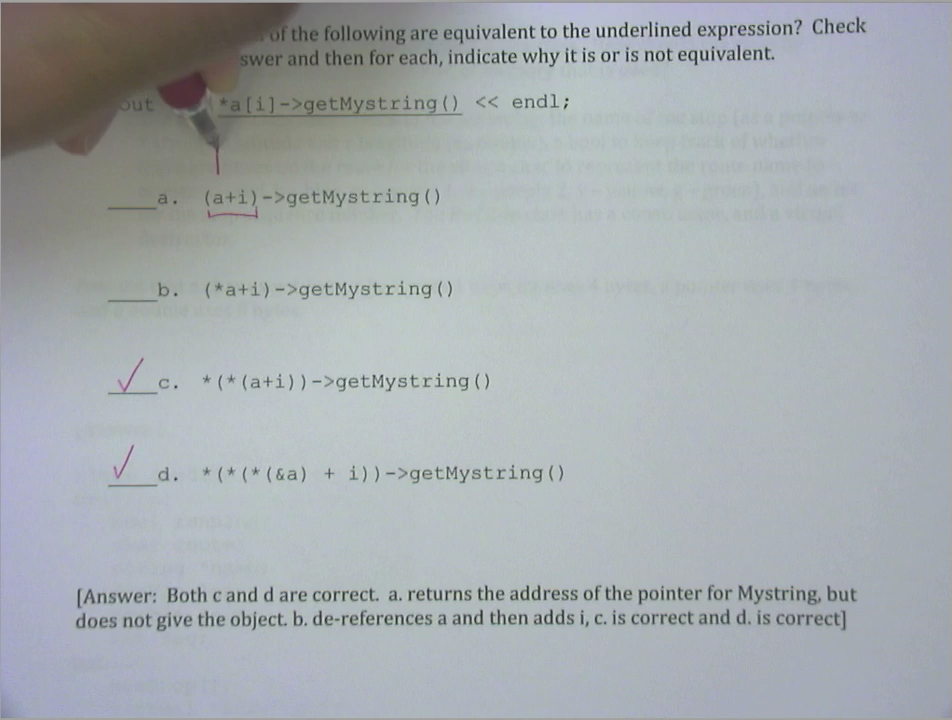 of the following are equivalent to the underlined expression? Check
swer and then for each, indicate why it is or is not equivalent.
out *a[i]->getMystring() << endl;
____a. (a+i)->getMystring()
____b. (*a+i)->getMystring()
✓ c. *(*(a+i))->getMystring()
✓ d. *(*(*(&a) + i))->getMystring()
[Answer: Both c and d are correct. a. returns the address of the pointer for Mystring, but
does not give the object. b. de-references a and then adds i, c. is correct and d. is correct]